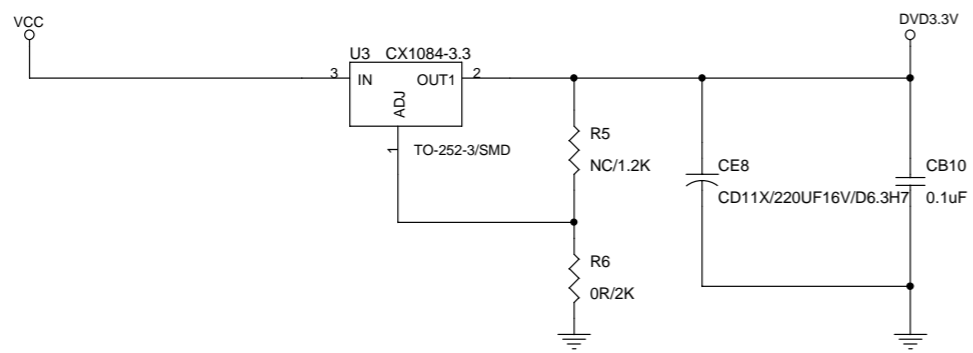 VCC
DVD3.3V
U3 CX1084-3.3
3 IN OUT1 2
ADJ
1
TO-252-3/SMD
R5
NC/1.2K
CE8
CD11X/220UF16V/D6.3H7
CB10
0.1uF
R6
0R/2K